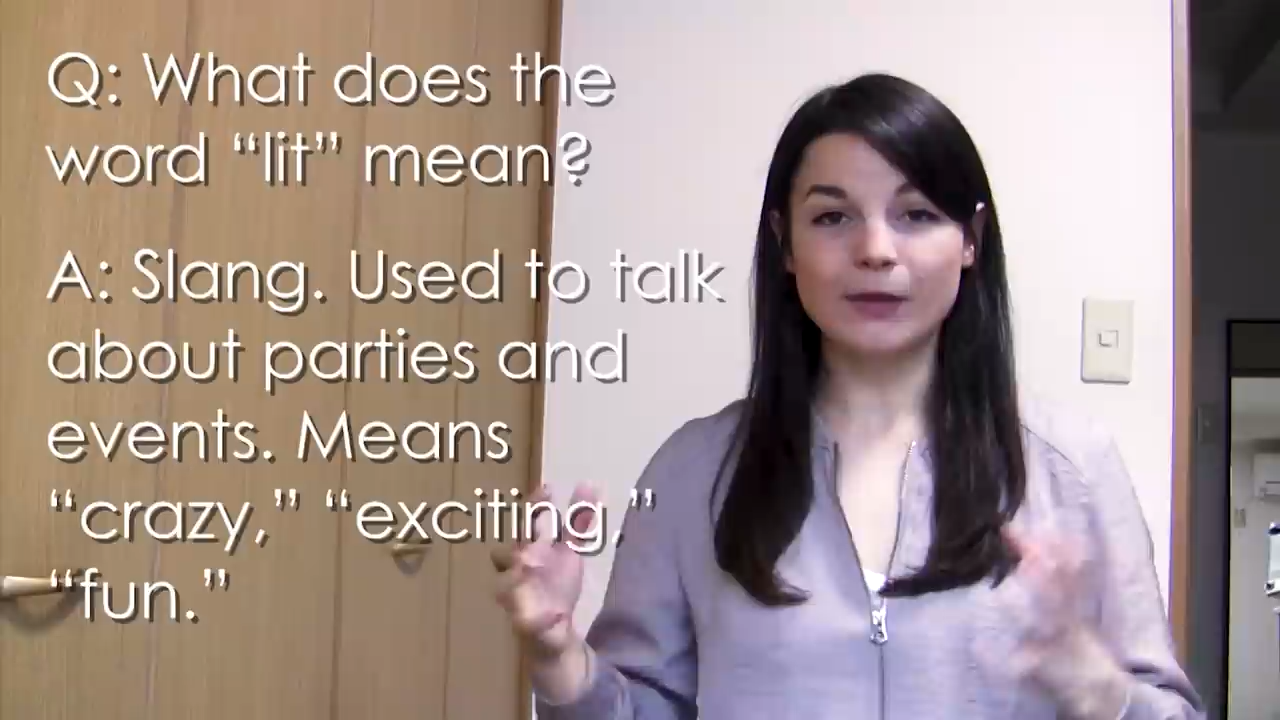 Q: What does the
word “lit” mean?
A: Slang. Used to talk
about parties and
events. Means
“crazy,” “exciting,”
“fun.”